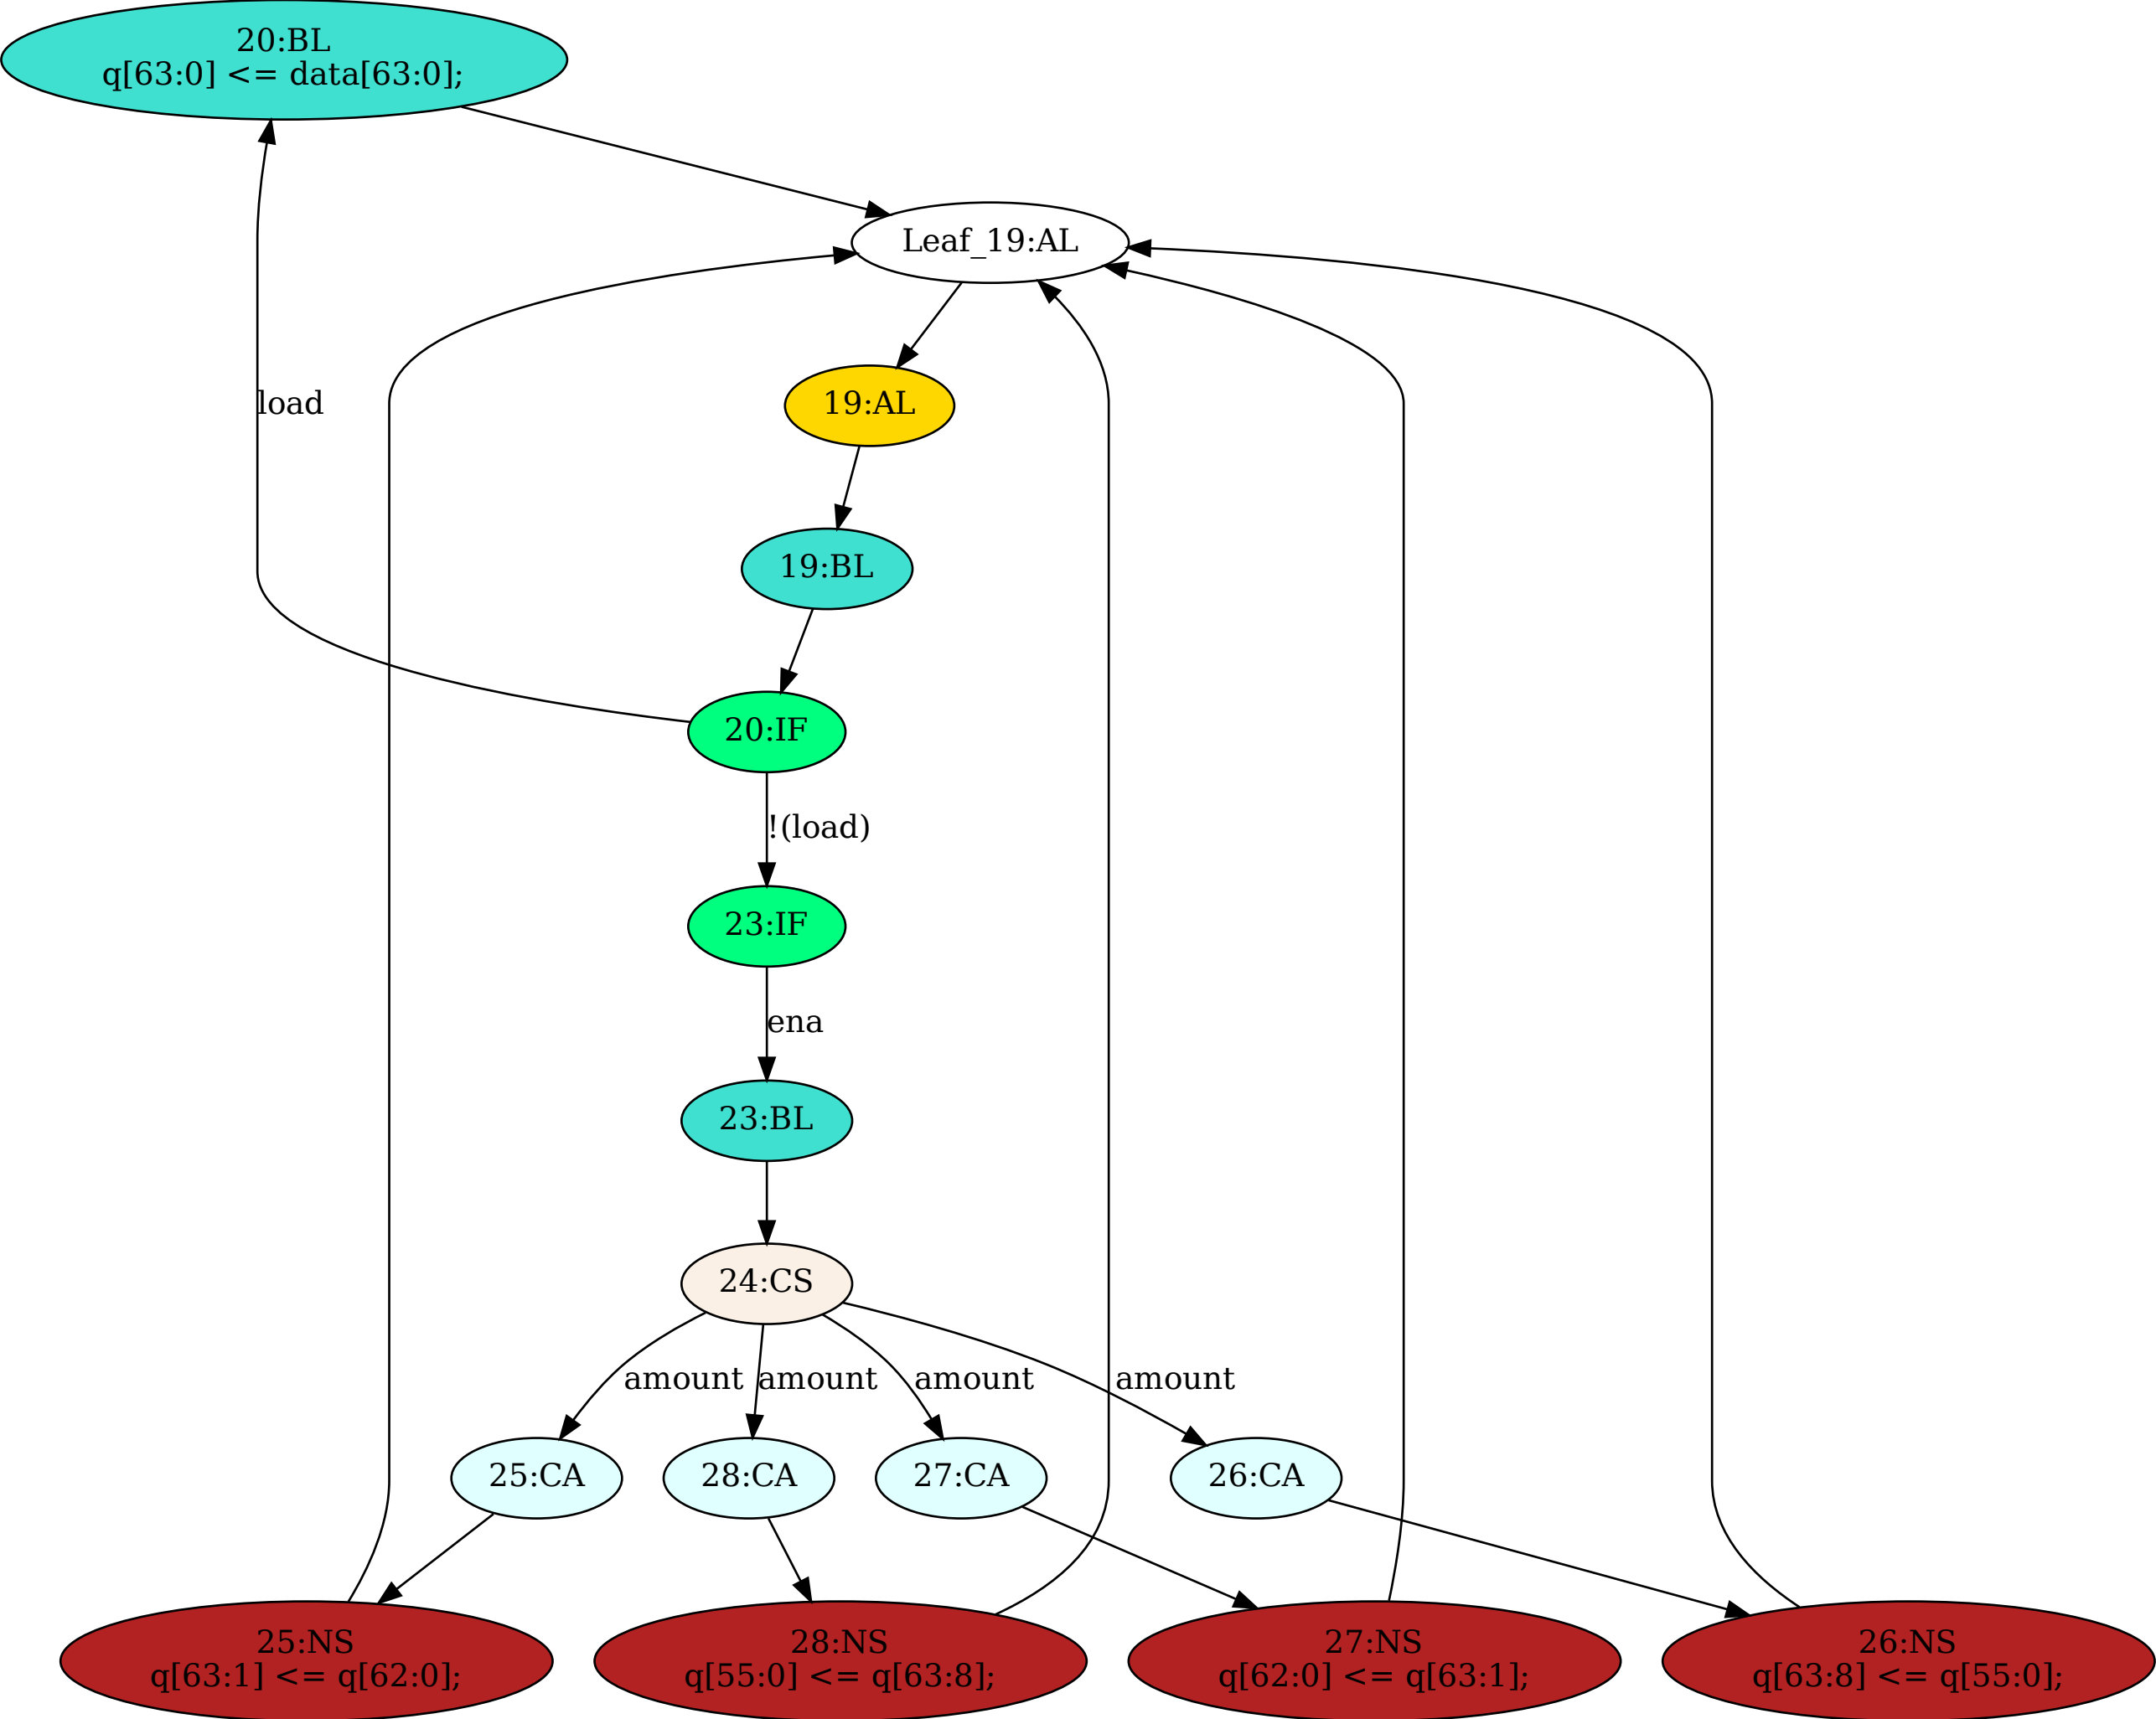 20:BL
q[63:0] <= data[63:0];
Leaf_19:AL
load
19:AL
19:BL
20:IF
!(load)
23:IF
ena
23:BL
24:CS
amount
amount
amount
amount
25:CA
28:CA
27:CA
26:CA
25:NS
q[63:1] <= q[62:0];
28:NS
q[55:0] <= q[63:8];
27:NS
q[62:0] <= q[63:1];
26:NS
q[63:8] <= q[55:0];